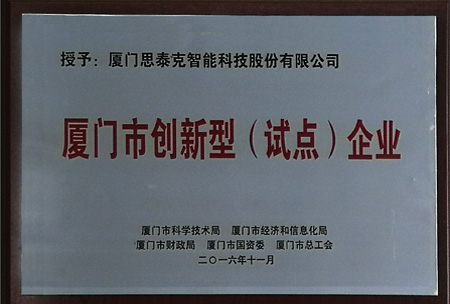 授予：厦门思泰克智能科技股份有限公司
厦门市创新型（试点）企业
厦门市科学技术局 厦门市经济和信息化局
厦门市财政局 厦门市国资委 厦门市总工会
二〇一六年十一月